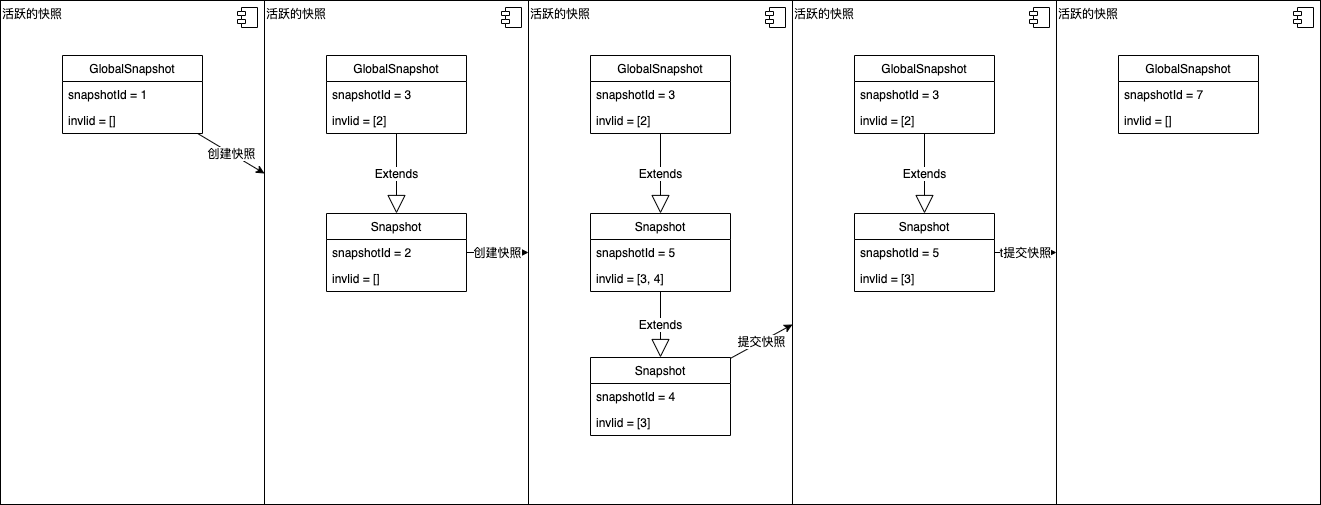 活跃的快照
GlobalSnapshot
snapshotId = 1
invlid = []
创建快照
活跃的快照
GlobalSnapshot
snapshotId = 3
invlid = [2]
Extends
Snapshot
snapshotId = 2
invlid = []
创建快照
活跃的快照
GlobalSnapshot
snapshotId = 3
invlid = [2]
Extends
Snapshot
snapshotId = 5
invlid = [3, 4]
Extends
Snapshot
snapshotId = 4
invlid = [3]
提交快照
活跃的快照
GlobalSnapshot
snapshotId = 3
invlid = [2]
Extends
Snapshot
snapshotId = 5
invlid = [3]
t提交快照
活跃的快照
GlobalSnapshot
snapshotId = 7
invlid = []